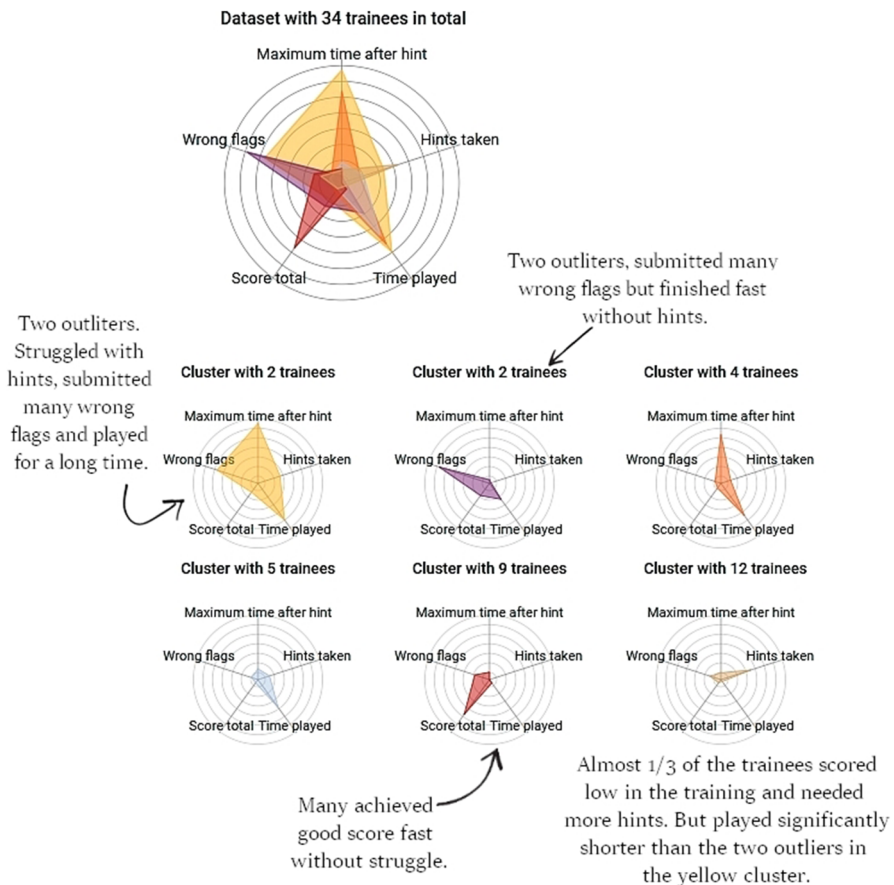 Dataset with 34 trainees in total
Maximum time after hint
Wrong flags
Hints taken
Score total
Time played
Two outliters, submitted many
wrong flags but finished fast
without hints.
Two outliters.
Struggled with
hints, submitted
many wrong
flags and played
for a long time.
Cluster with 2 trainees
Maximum time after hint
Wrong flags
Hints taken
Score total
Time played
Cluster with 2 trainees
Maximum time after hint
Wrong flags
Hints taken
Score total
Time played
Cluster with 4 trainees
Maximum time after hint
Wrong flags
Hints taken
Score total
Time played
Cluster with 5 trainees
Maximum time after hint
Wrong flags
Hints taken
Score total
Time played
Cluster with 9 trainees
Maximum time after hint
Wrong flags
Hints taken
Score total
Time played
Cluster with 12 trainees
Maximum time after hint
Wrong flags
Hints taken
Score total
Time played
Many achieved
good score fast
without struggle.
Almost 1/3 of the trainees scored
low in the training and needed
more hints. But played significantly
shorter than the two outliers in
the yellow cluster.